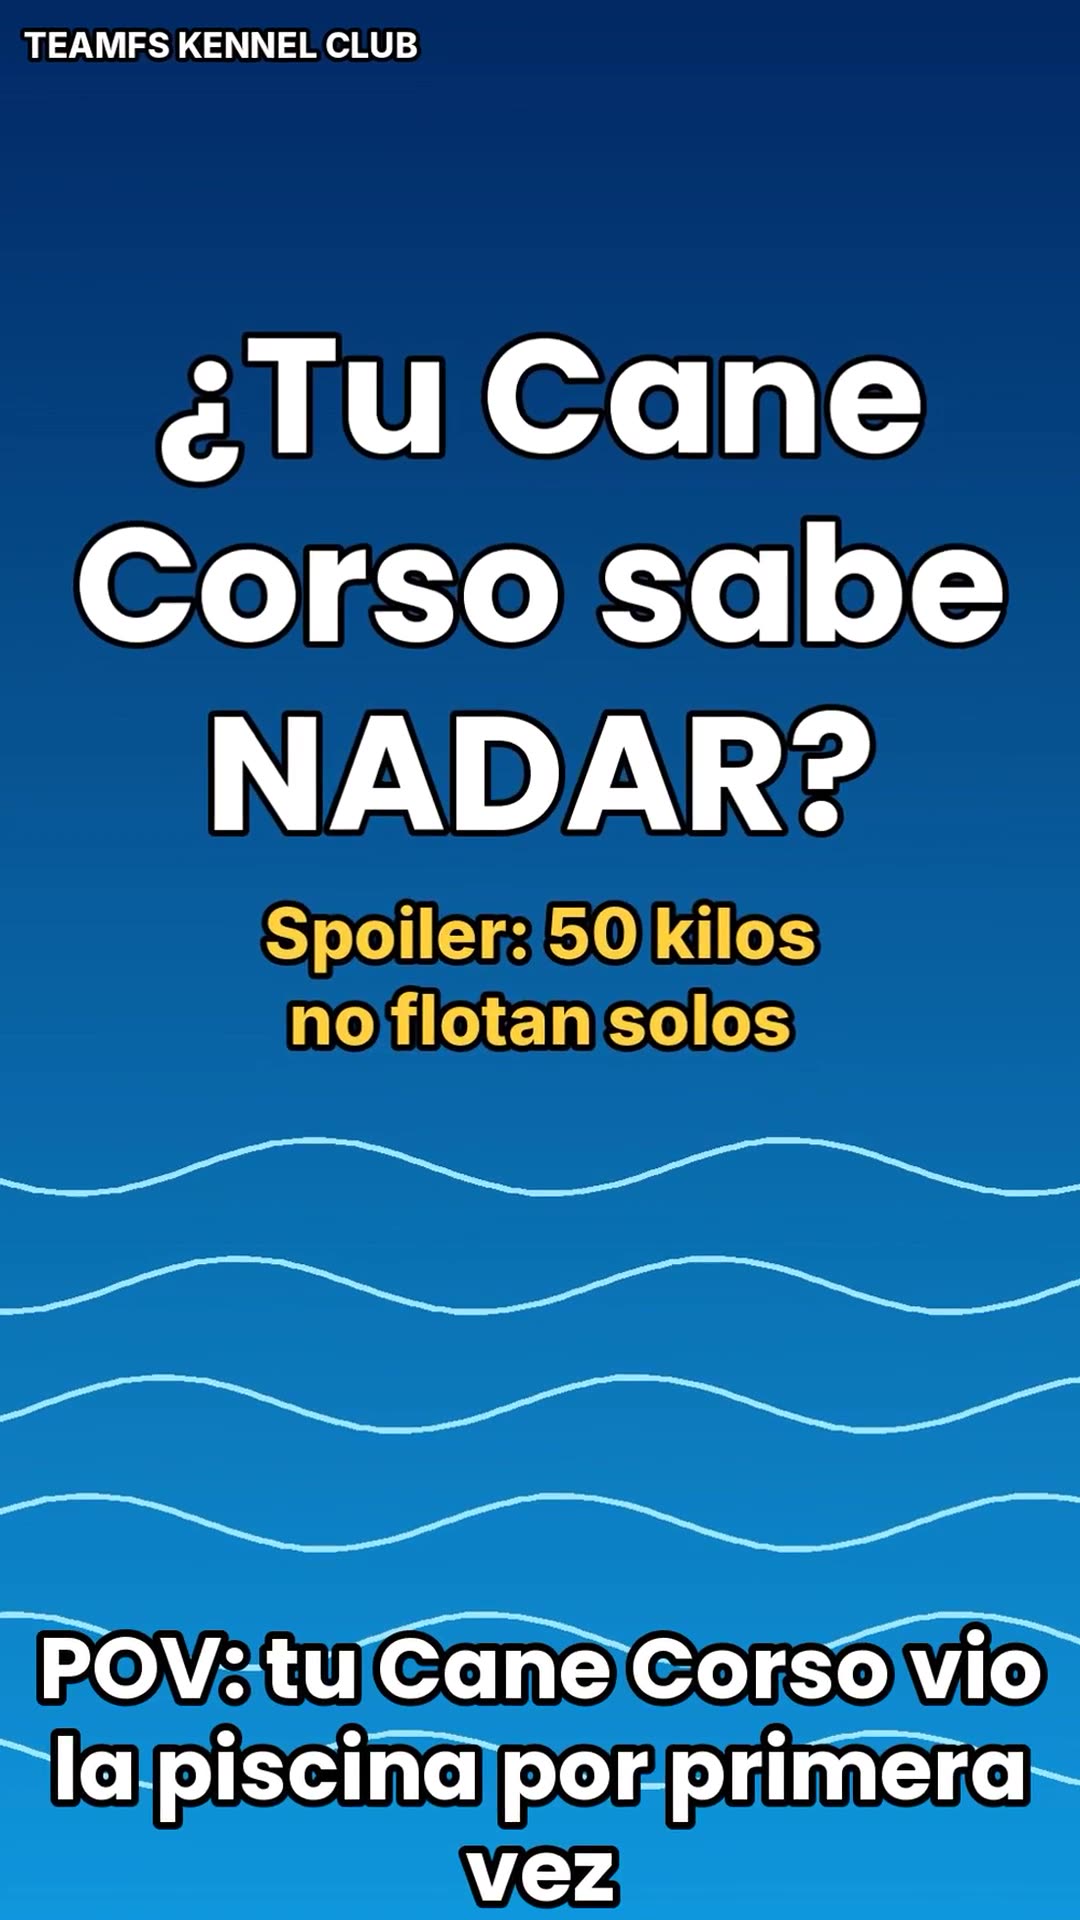 TEAMFS KENNEL CLUB
¿Tu Cane
Corso sabe
NADAR?
Spoiler: 50 kilos
no flotan solos
POV: tu Cane Corso vio
la piscina por primera
vez